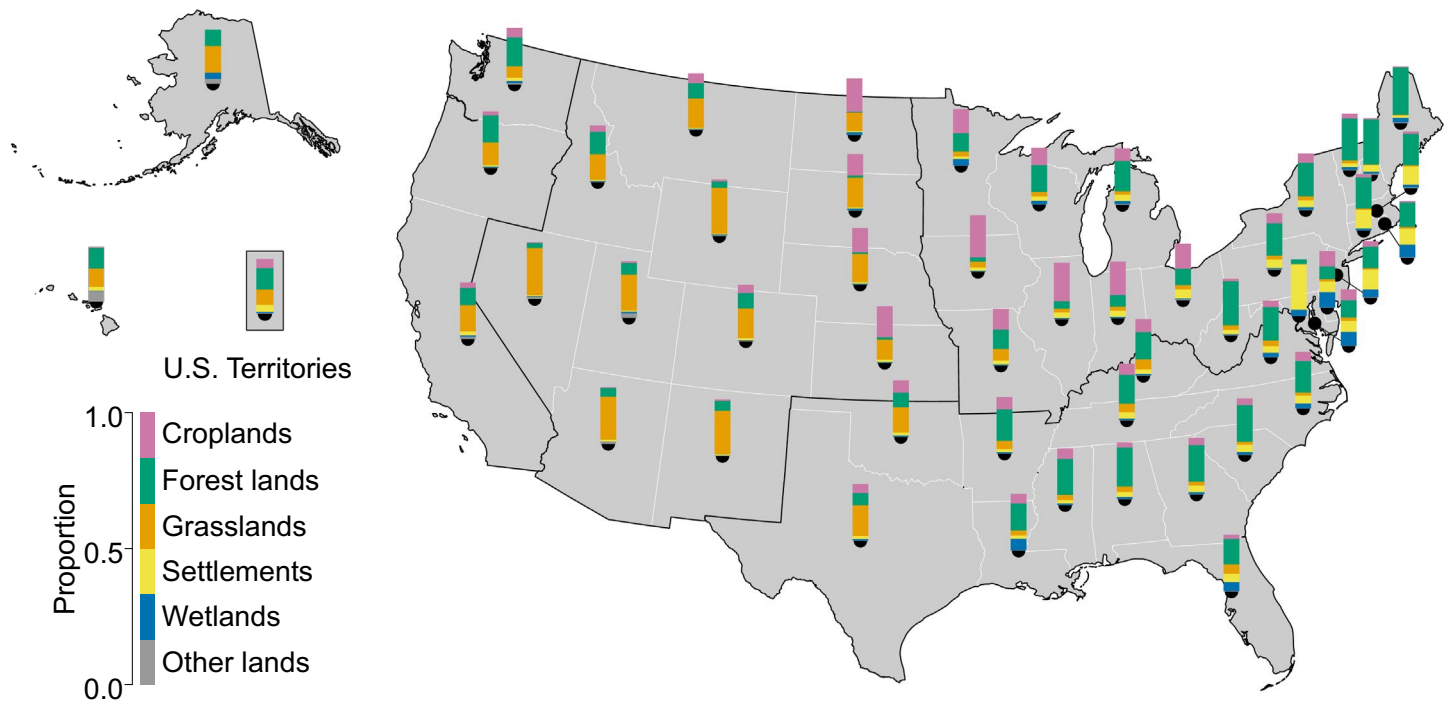 U.S. Territories
1.0
Croplands
Forest lands
Grasslands
0.5
Settlements
Wetlands
Other lands
0.0
Proportion